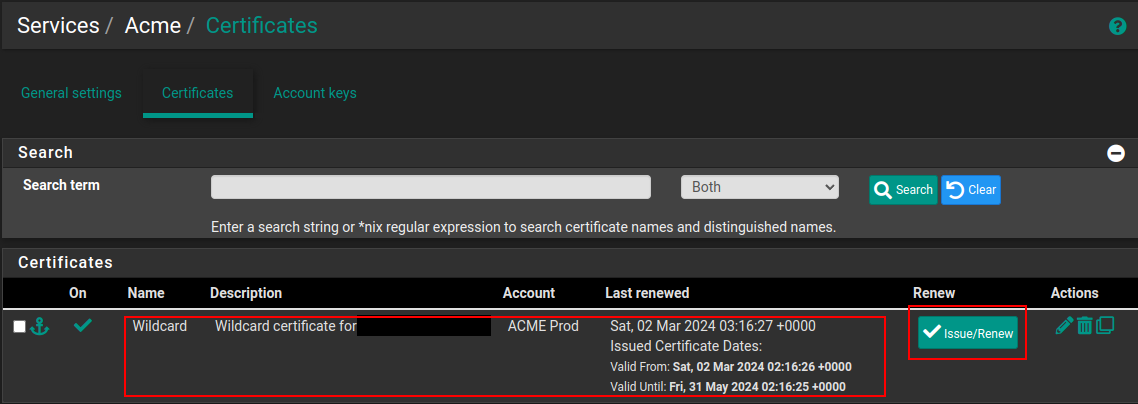 Services / Acme / Certificates
General settings Certificates Account keys
Search
Search term Both Search Clear
Enter a search string or *nix regular expression to search certificate names and distinguished names.
Certificates
On Name Description Account Last renewed Renew Actions
Wildcard Wildcard certificate for ACME Prod Sat, 02 Mar 2024 03:16:27 +0000 Issue/Renew
Issued Certificate Dates:
Valid From: Sat, 02 Mar 2024 02:16:26 +0000
Valid Until: Fri, 31 May 2024 02:16:25 +0000